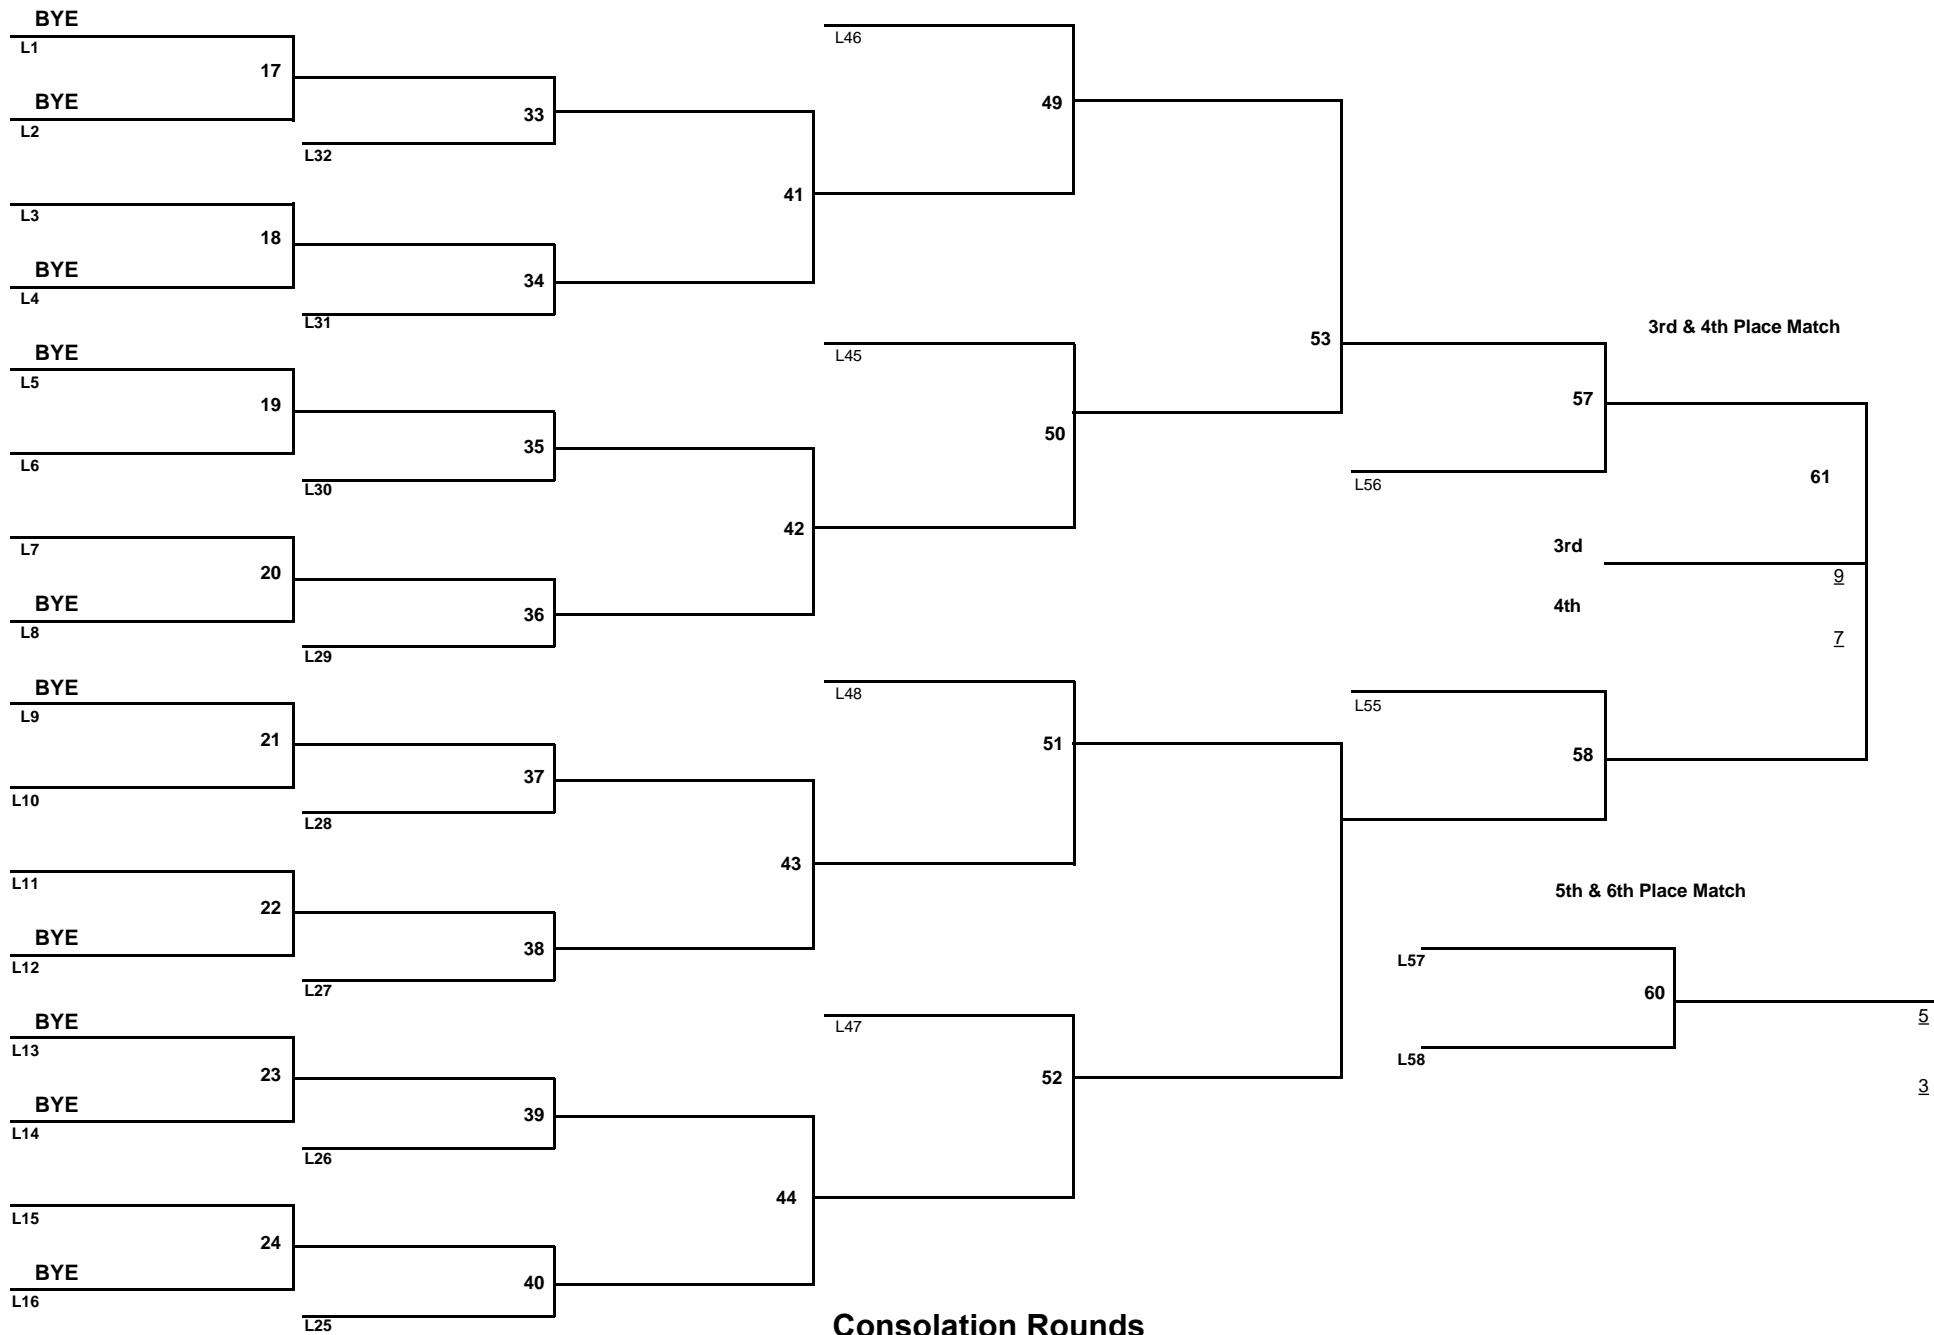 BYE
L1
17
BYE
L2
33
L32
L3
18
BYE
L4
34
L31
41
L46
49
BYE
L5
19
L6
35
L30
L7
20
BYE
L8
36
L29
42
L45
50
53
3rd & 4th Place Match
57
L56
61
3rd
9
4th
7
BYE
L9
21
L10
37
L28
L11
22
BYE
L12
38
L27
43
L48
51
L55
58
5th & 6th Place Match
L57
60
5
L58
3
BYE
L13
23
BYE
L14
39
L26
L15
24
BYE
L16
40
L25
44
L47
52
Consolation Rounds